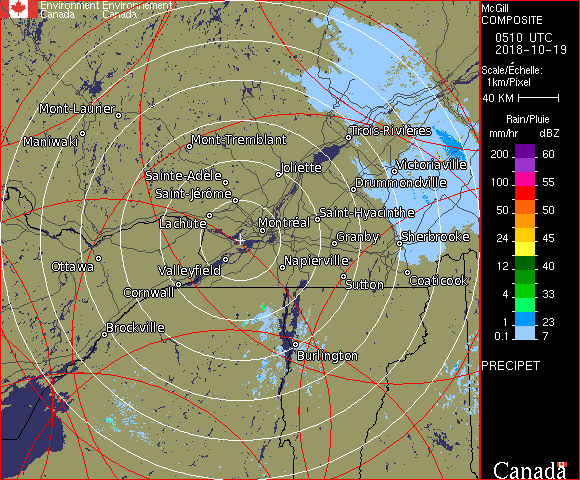 Environment Environnement
Canada Canada
McGill
COMPOSITE
0510 UTC
2018-10-19
Scale/Échelle:
1km/Pixel
40 KM
Rain/Pluie
mm/hr dBZ
200 60
100 55
50 50
24 45
12 40
4 33
1 23
0.1 7
PRECIPET
Canada
Mont-Laurier
Maniwaki
Mont-Tremblant
Trois-Rivières
Sainte-Adèle
Joliette
Victoriaville
Saint-Jérôme
Drummondville
Lachute
Montréal
Saint-Hyacinthe
Granby
Sherbrooke
Ottawa
Valleyfield
Napierville
Cornwall
Sutton
Coaticook
Brockville
Burlington